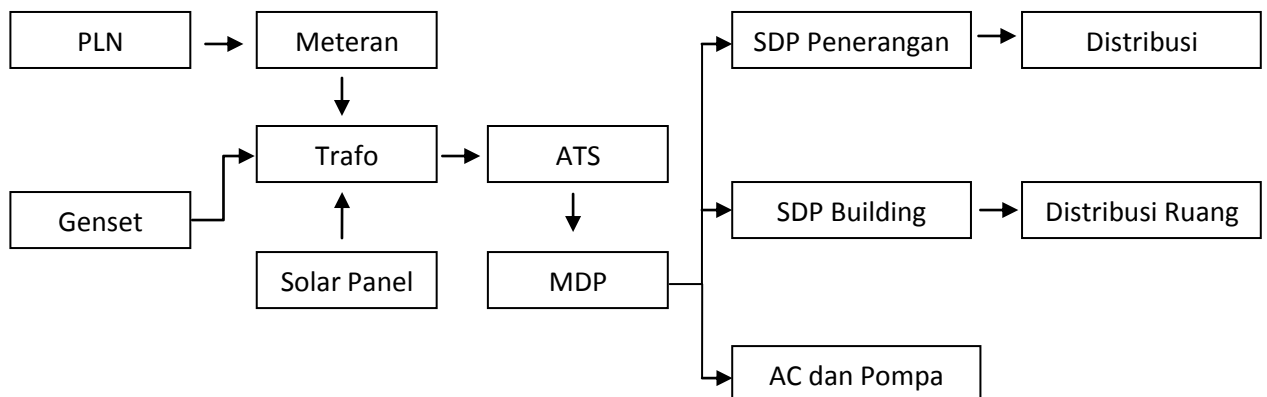 PLN
Meteran
SDP Penerangan
Distribusi
Trafo
ATS
Genset
SDP Building
Distribusi Ruang
Solar Panel
MDP
AC dan Pompa